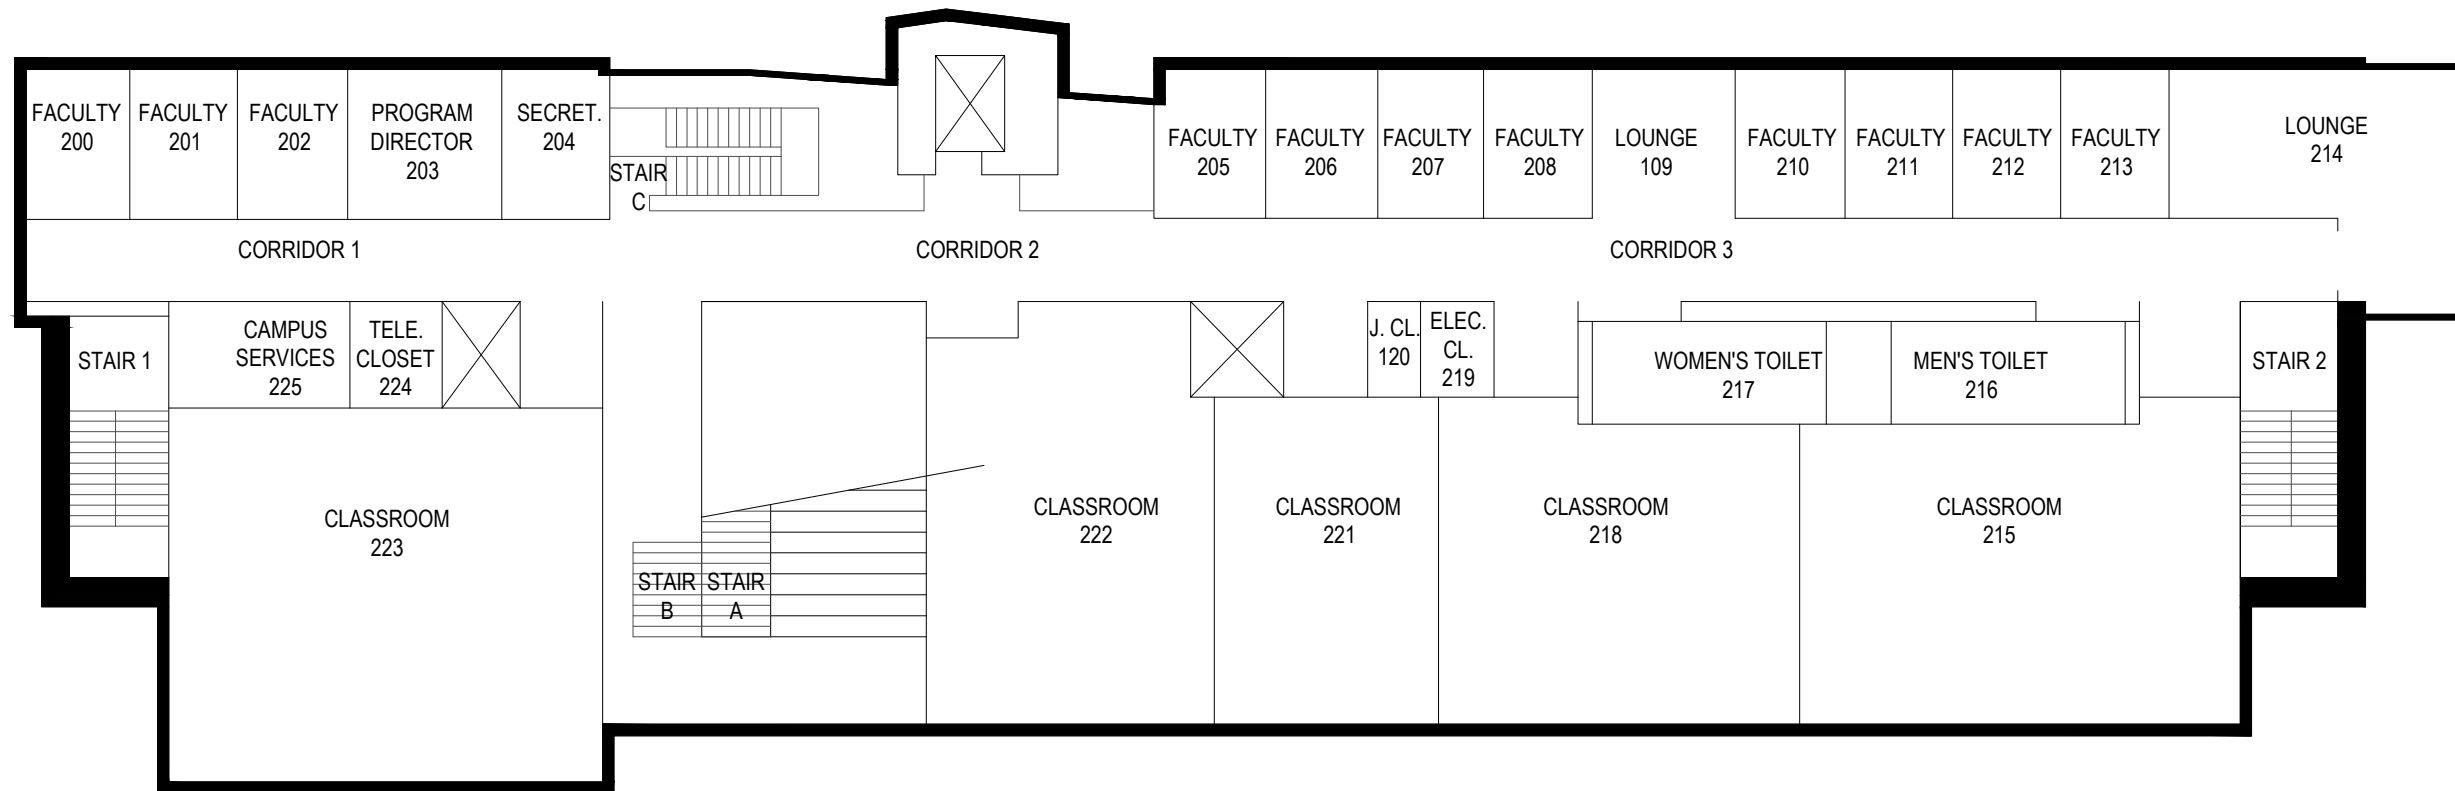 FACULTY
200
FACULTY
201
FACULTY
202
PROGRAM
DIRECTOR
203
SECRET.
204
STAIR
C
FACULTY
205
FACULTY
206
FACULTY
207
FACULTY
208
LOUNGE
109
FACULTY
210
FACULTY
211
FACULTY
212
FACULTY
213
LOUNGE
214
CORRIDOR 1
CORRIDOR 2
CORRIDOR 3
STAIR 1
CAMPUS
SERVICES
225
TELE.
CLOSET
224
J. CL.
120
ELEC.
CL.
219
WOMEN'S TOILET
217
MEN'S TOILET
216
STAIR 2
CLASSROOM
223
STAIR
B
STAIR
A
CLASSROOM
222
CLASSROOM
221
CLASSROOM
218
CLASSROOM
215